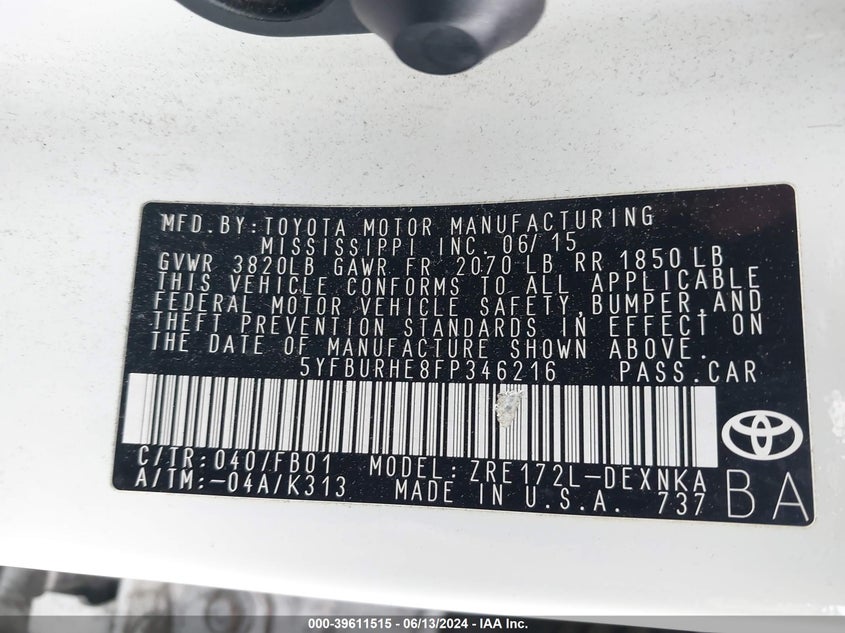 MFD.BY:TOYOTA MOTOR MANUFACTURING
MISSISSIPPI INC. 06/15
GVWR 3820LB GAWR FR 2070 LB RR 1850 LB
THIS VEHICLE CONFORMS TO ALL APPLICABLE
FEDERAL MOTOR VEHICLE SAFETY,BUMPER,AND
THEFT PREVENTION STANDARDS IN EFFECT ON
THE DATE OF MANUFACTURE SHOWN ABOVE.
5YFBURHE8FP346216 PASS.CAR
C/TR:040/FB01 MODEL: ZRE172L-DEXNKA
A/TM:-04A/K313 MADE IN U.S.A. 737 BA
000-39611515 - 06/13/2024 - IAA Inc.